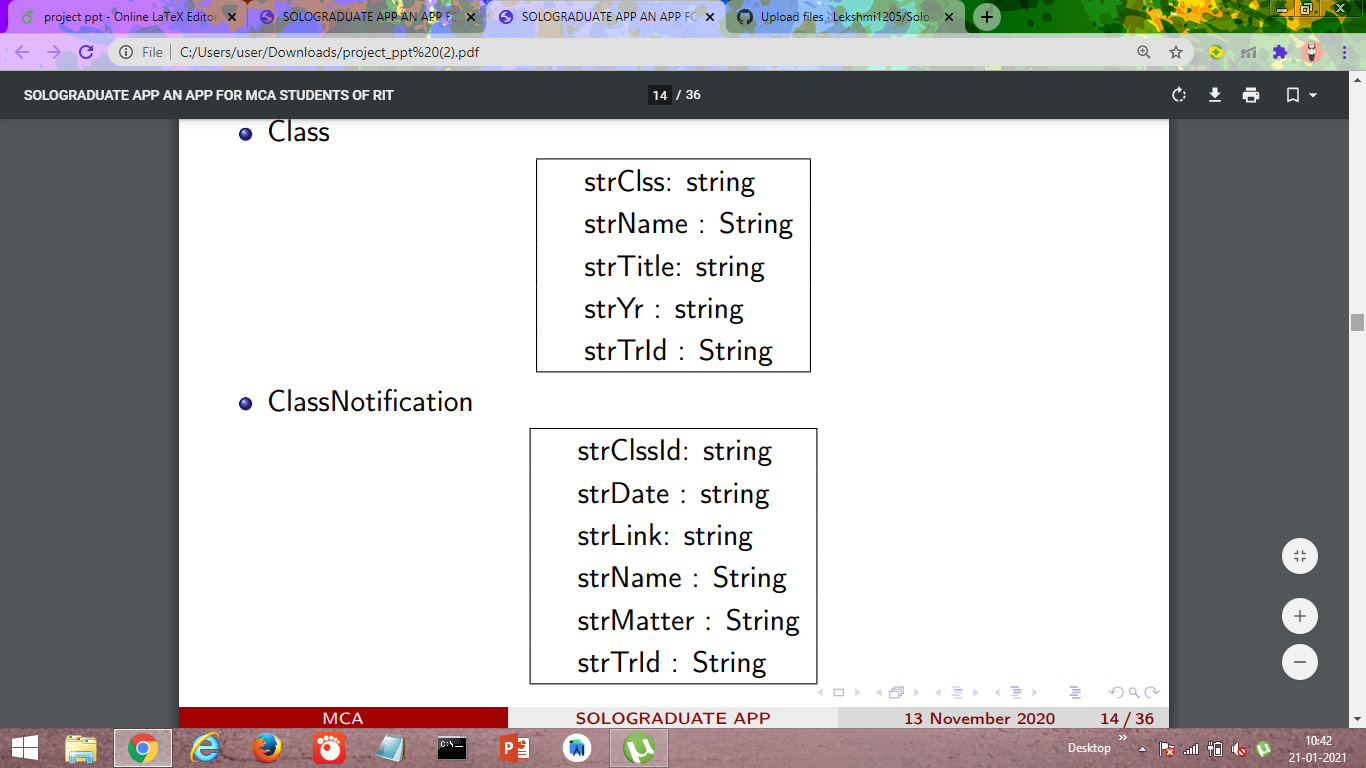 project ppt - Online LaTeX Editor
SOLOGRADUATE APP AN APP FO
SOLOGRADUATE APP AN APP FO
Upload files · Lekshmi1205/Solo
File | C:/Users/user/Downloads/project_ppt%20(2).pdf
SOLOGRADUATE APP AN APP FOR MCA STUDENTS OF RIT
14 / 36
Class
strClss: string
strName : String
strTitle: string
strYr : string
strTrId : String
ClassNotification
strClssId: string
strDate : string
strLink: string
strName : String
strMatter : String
strTrId : String
MCA
SOLOGRADUATE APP
13 November 2020
14 / 36
Desktop
10:42
21-01-2021